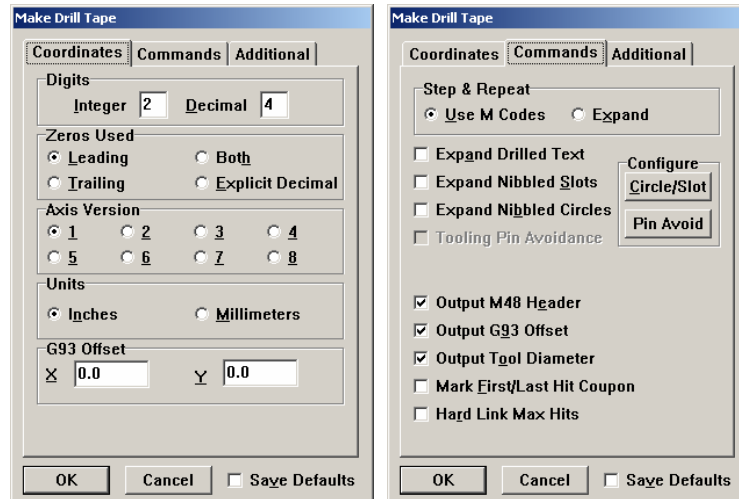 Make Drill Tape
Coordinates Commands Additional
Digits
Integer 2 Decimal 4
Zeros Used
Leading Both
Trailing Explicit Decimal
Axis Version
1 2 3 4
5 6 7 8
Units
Inches Millimeters
G93 Offset
X 0.0 Y 0.0
OK Cancel Save Defaults
Make Drill Tape
Coordinates Commands Additional
Step & Repeat
Use M Codes Expand
Expand Drilled Text
Expand Nibbled Slots
Expand Nibbled Circles
Tooling Pin Avoidance
Configure
Circle/Slot
Pin Avoid
Output M48 Header
Output G93 Offset
Output Tool Diameter
Mark First/Last Hit Coupon
Hard Link Max Hits
OK Cancel Save Defaults